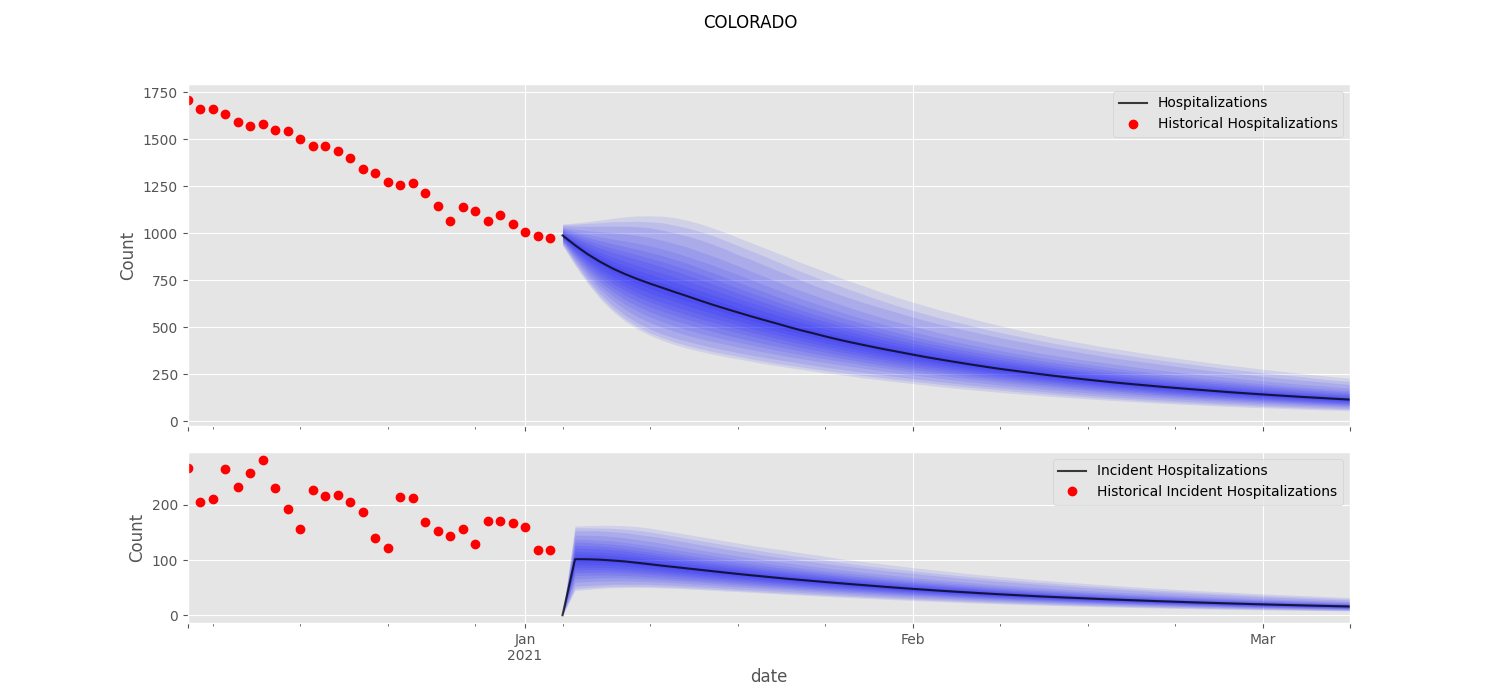 COLORADO
1750
1500
1250
1000
750
500
250
0
Count
Hospitalizations
Historical Hospitalizations
200
100
0
Count
Incident Hospitalizations
Historical Incident Hospitalizations
Jan
2021
Feb
Mar
date